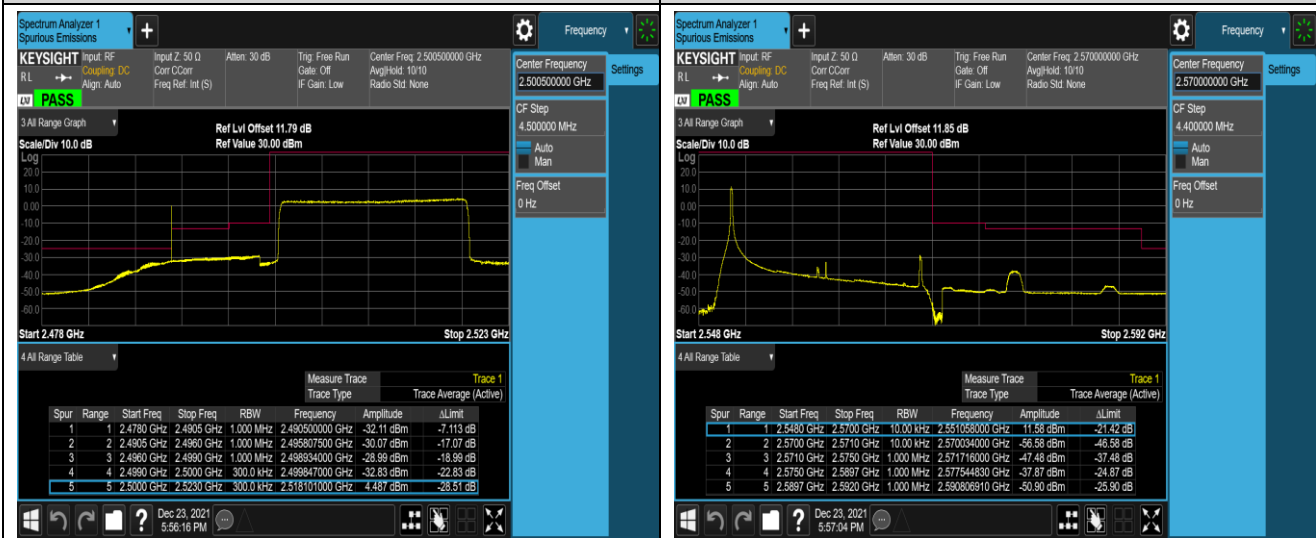 Spectrum Analyzer 1
Spurious Emissions
Frequency
KEYSIGHT Input: RF Input Z: 50 Ω Atten: 30 dB Trig: Free Run Center Freq: 2.500500000 GHz
RL Coupling: DC Corr CCorr Gate: Off Avg|Hold: 10/10
Align: Auto Freq Ref: Int (S) IF Gain: Low Radio Std: None
LXI PASS
Center Frequency
2.500500000 GHz
Settings
CF Step
4.500000 MHz
Auto
Man
Freq Offset
0 Hz
3 All Range Graph
Ref Lvl Offset 11.79 dB
Scale/Div 10.0 dB Ref Value 30.00 dBm
Log
20.0
10.0
0.00
-10.0
-20.0
-30.0
-40.0
-50.0
-60.0
Start 2.478 GHz Stop 2.523 GHz
4 All Range Table
Measure Trace Trace 1
Trace Type Trace Average (Active)
Spur Range Start Freq Stop Freq RBW Frequency Amplitude ΔLimit
1 1 2.4780 GHz 2.4905 GHz 1.000 MHz 2.490500000 GHz -32.11 dBm -7.113 dB
2 2 2.4905 GHz 2.4960 GHz 1.000 MHz 2.495807500 GHz -30.07 dBm -17.07 dB
3 3 2.4960 GHz 2.4990 GHz 1.000 MHz 2.498934000 GHz -28.99 dBm -18.99 dB
4 4 2.4990 GHz 2.5000 GHz 300.0 kHz 2.499847000 GHz -32.83 dBm -22.83 dB
5 5 2.5000 GHz 2.5230 GHz 300.0 kHz 2.518101000 GHz 4.487 dBm -28.51 dB
Dec 23, 2021
5:56:16 PM
Spectrum Analyzer 1
Spurious Emissions
Frequency
KEYSIGHT Input: RF Input Z: 50 Ω Atten: 30 dB Trig: Free Run Center Freq: 2.570000000 GHz
RL Coupling: DC Corr CCorr Gate: Off Avg|Hold: 10/10
Align: Auto Freq Ref: Int (S) IF Gain: Low Radio Std: None
LXI PASS
Center Frequency
2.570000000 GHz
Settings
CF Step
4.400000 MHz
Auto
Man
Freq Offset
0 Hz
3 All Range Graph
Ref Lvl Offset 11.85 dB
Scale/Div 10.0 dB Ref Value 30.00 dBm
Log
20.0
10.0
0.00
-10.0
-20.0
-30.0
-40.0
-50.0
-60.0
Start 2.548 GHz Stop 2.592 GHz
4 All Range Table
Measure Trace Trace 1
Trace Type Trace Average (Active)
Spur Range Start Freq Stop Freq RBW Frequency Amplitude ΔLimit
1 1 2.5480 GHz 2.5700 GHz 10.00 kHz 2.551058000 GHz 11.58 dBm -21.42 dB
2 2 2.5700 GHz 2.5710 GHz 10.00 kHz 2.570034000 GHz -56.58 dBm -46.58 dB
3 3 2.5710 GHz 2.5750 GHz 1.000 MHz 2.571716000 GHz -47.48 dBm -37.48 dB
4 4 2.5750 GHz 2.5897 GHz 1.000 MHz 2.577544830 GHz -37.87 dBm -24.87 dB
5 5 2.5897 GHz 2.5920 GHz 1.000 MHz 2.590806910 GHz -50.90 dBm -25.90 dB
Dec 23, 2021
5:57:04 PM